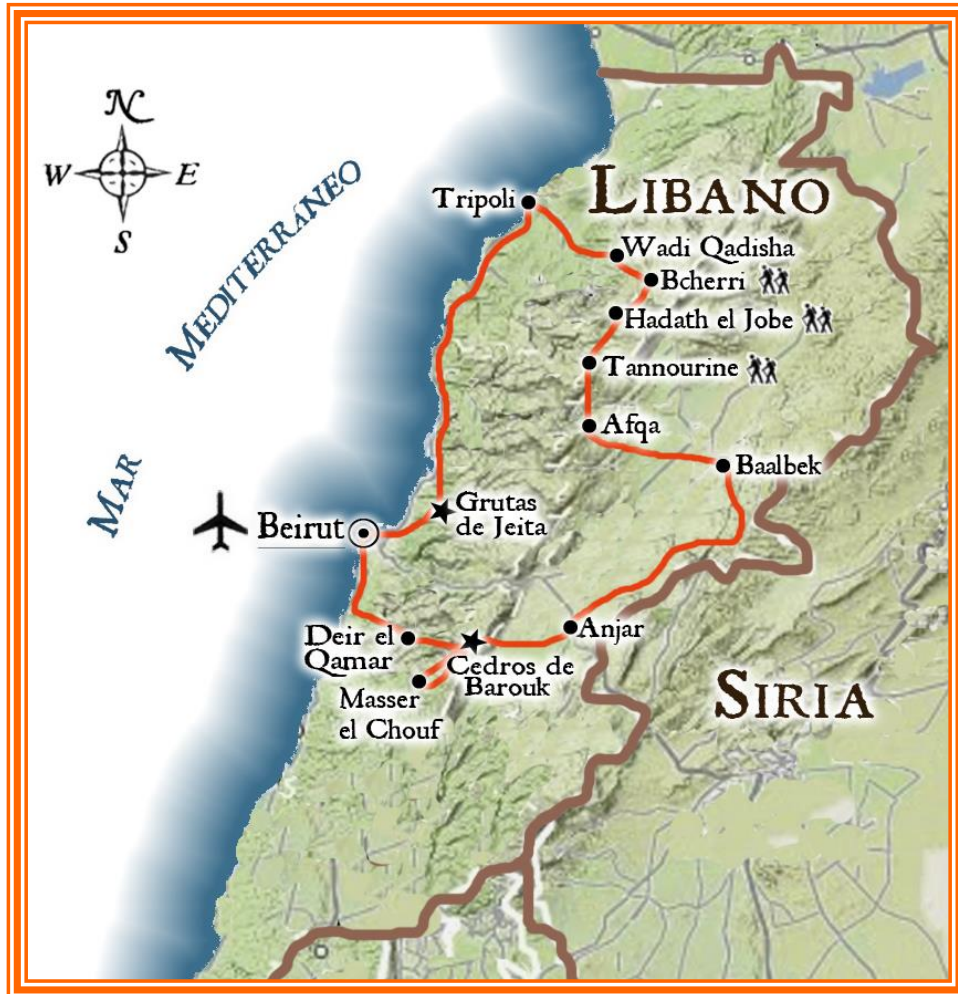 N
W
E
S
MAR
MEDITERRÁNEO
LIBANO
Tripoli
Wadi Qadisha
Bcherri
Hadath el Jobe
Tannourine
Afqa
Baalbek
Grutas
de Jeita
Beirut
Anjar
Deir el
Qamar
Cedros de
Barouk
Masser
el Chouf
SIRIA